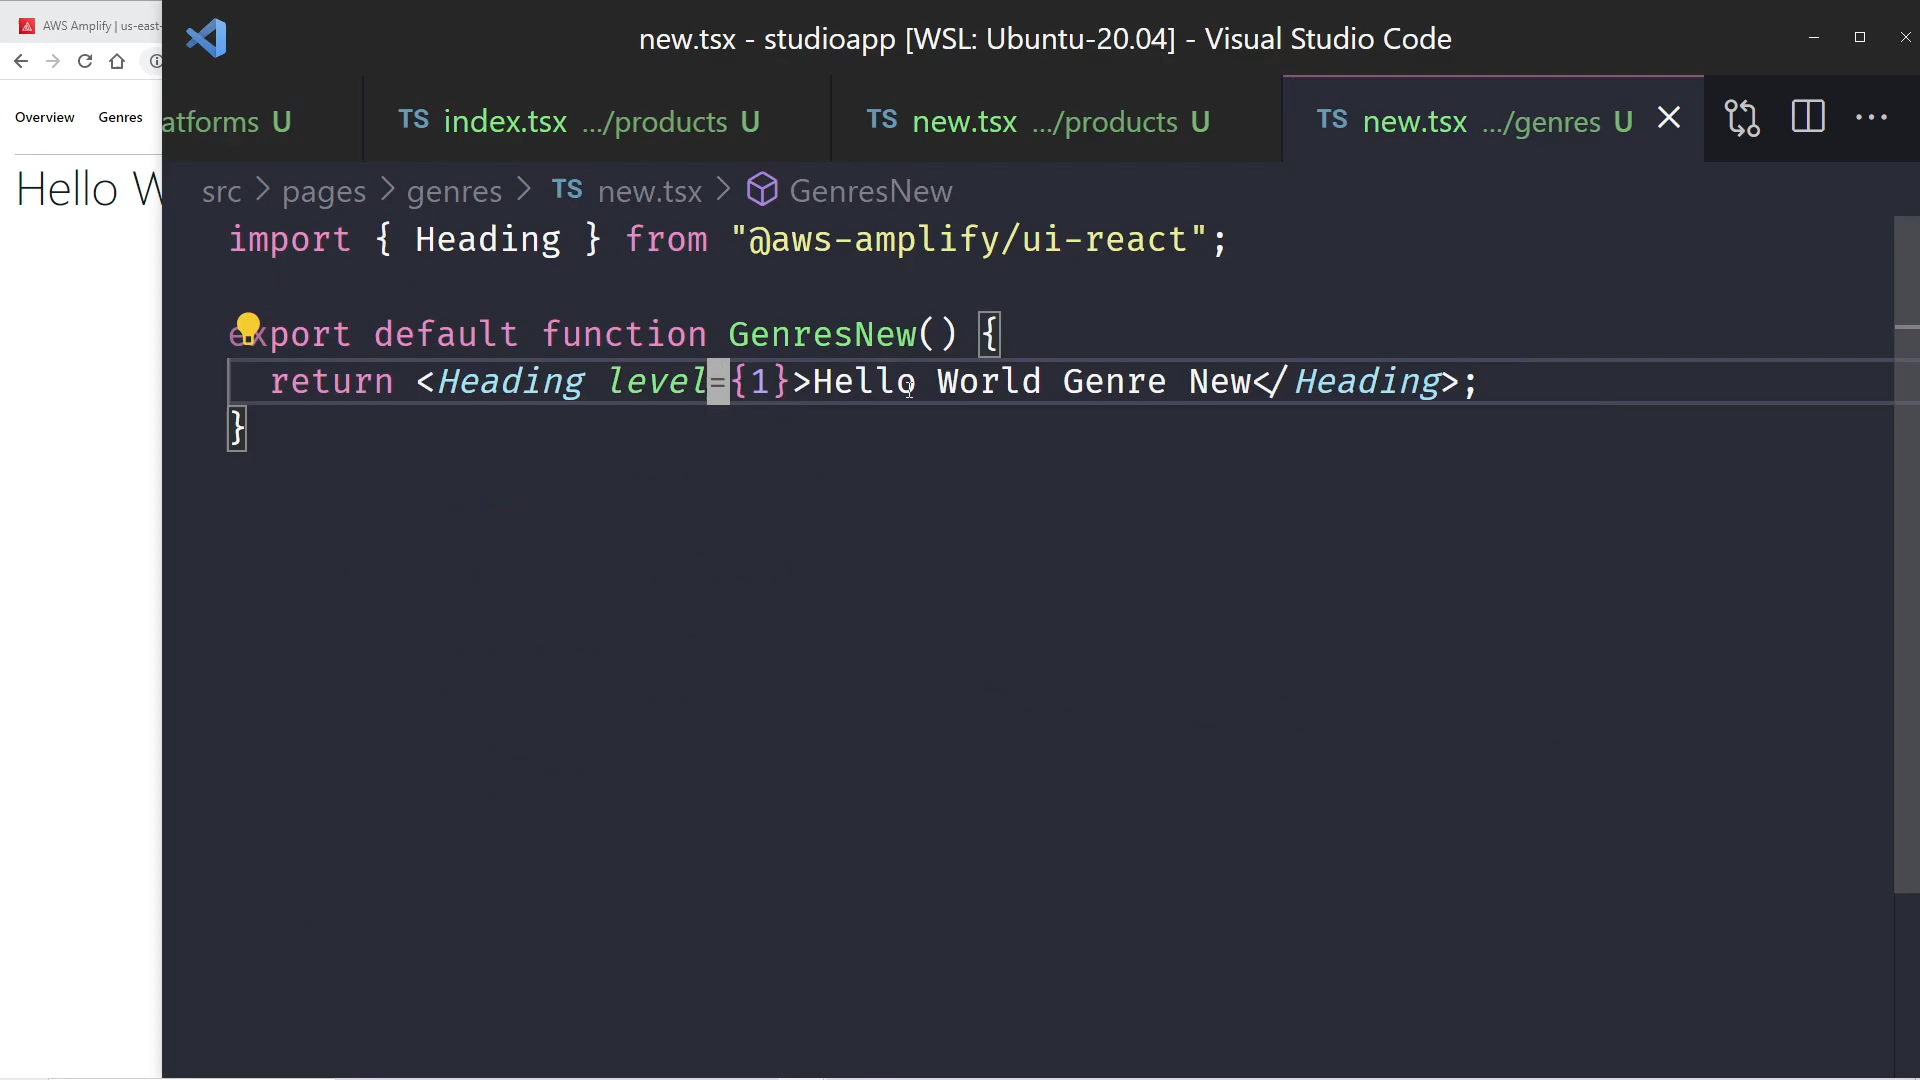 AWS Amplify | us-east-
new.tsx - studioapp [WSL: Ubuntu-20.04] - Visual Studio Code
Overview Genres
atforms U
TS index.tsx .../products U
TS new.tsx .../products U
TS new.tsx .../genres U
Hello W
src > pages > genres > TS new.tsx > GenresNew
import { Heading } from "@aws-amplify/ui-react";
export default function GenresNew() {
return <Heading level={1}>Hello World Genre New</Heading>;
}